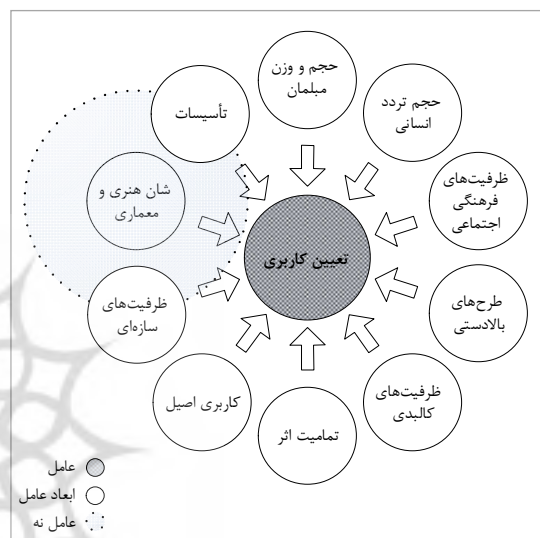 حجم و وزن
مبلمان
حجم تردد
انسانی
تأسیسات
ظرفیت‌های
فرهنگی
اجتماعی
شان هنری و
معماری
تعیین کاربری
طرح‌های
بالادستی
ظرفیت‌های
سازه‌ای
ظرفیت‌های
کالبدی
کاربری اصیل
تمامیت اثر
عامل
ابعاد عامل
عامل نه